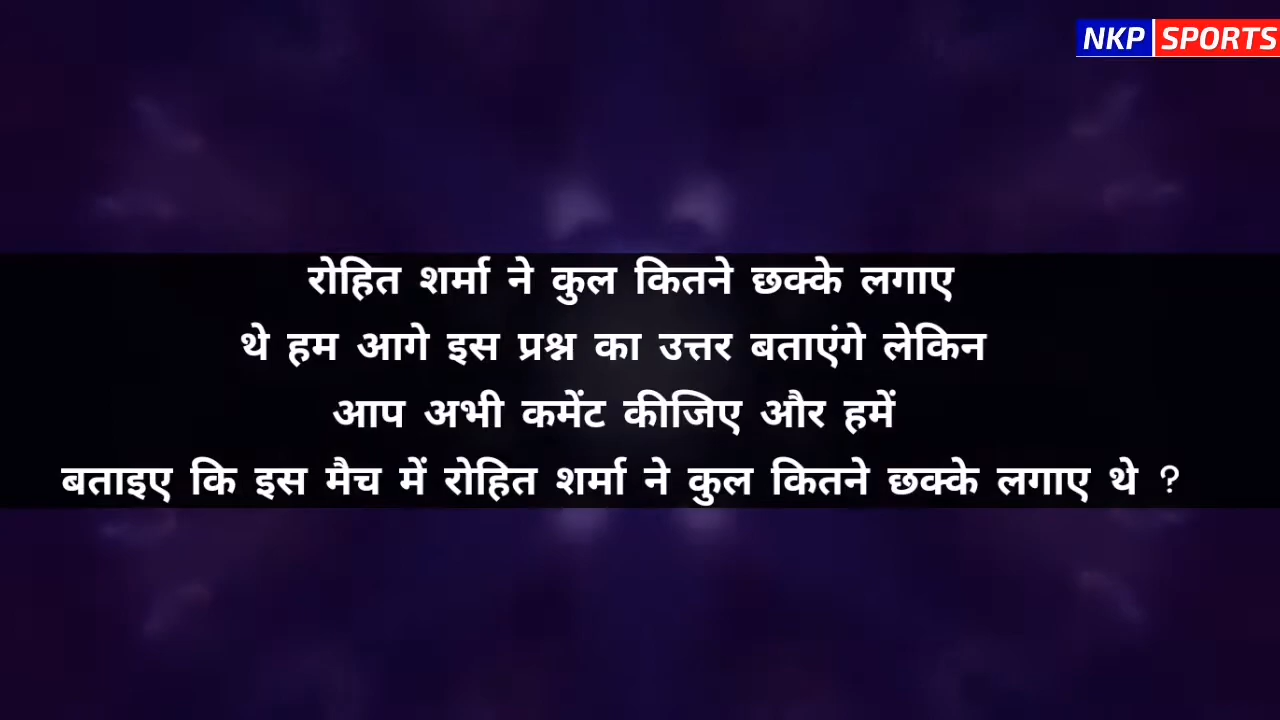 NKP SPORTS
रोहित शर्मा ने कुल कितने छक्के लगाए
थे हम आगे इस प्रश्न का उत्तर बताएंगे लेकिन
आप अभी कमेंट कीजिए और हमें
बताइए कि इस मैच में रोहित शर्मा ने कुल कितने छक्के लगाए थे ?